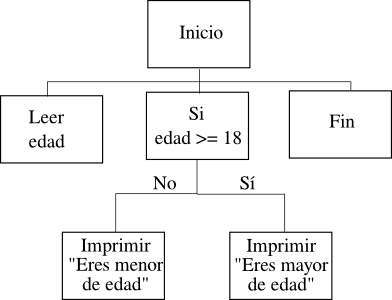 Inicio
Leer
edad
Si
edad >= 18
Fin
No
Sí
Imprimir
"Eres menor
de edad"
Imprimir
"Eres mayor
de edad"